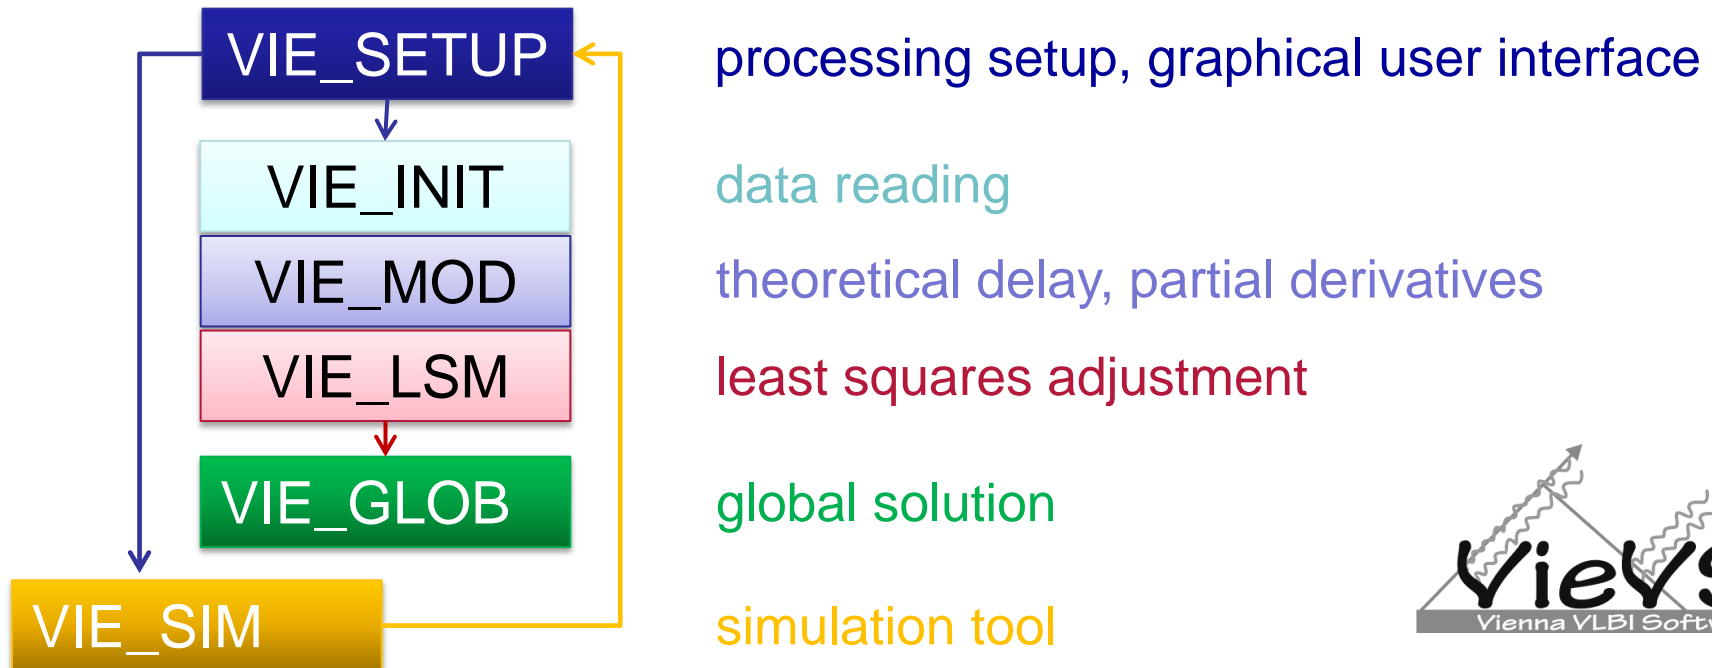 VIE_SETUP
processing setup, graphical user interface
VIE_INIT
data reading
VIE_MOD
theoretical delay, partial derivatives
VIE_LSM
least squares adjustment
VIE_GLOB
global solution
VIE_SIM
simulation tool
Vienna VLBI